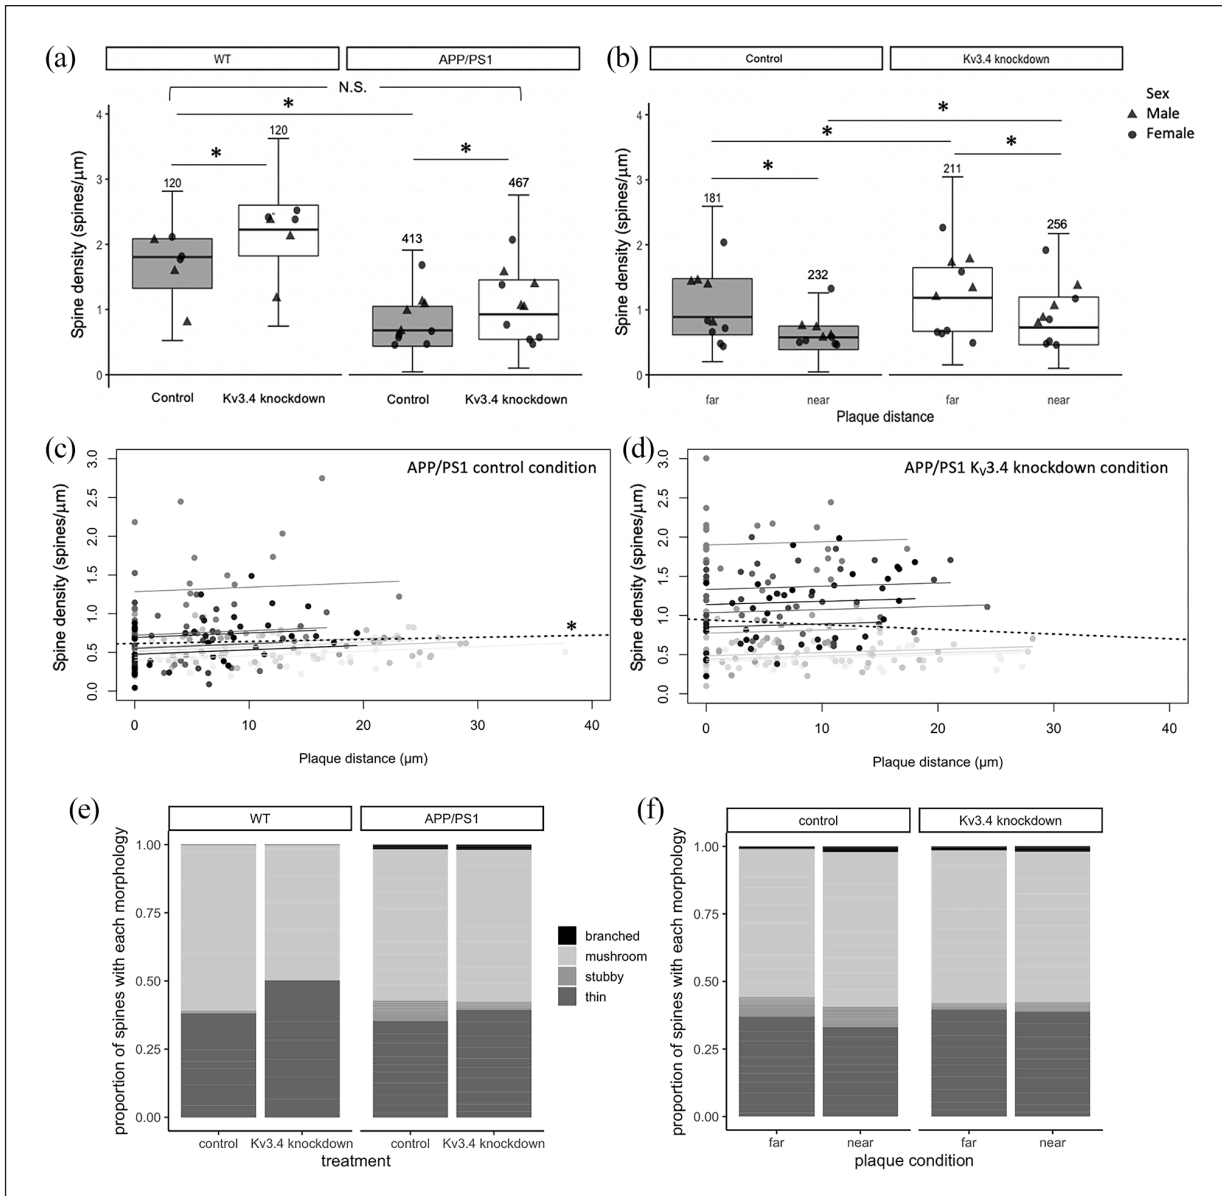 (a)
WT
APP/PS1
N.S.
*
*
*
120
120
413
467
Spine density (spines/µm)
4
3
2
1
0
Control
Kv3.4 knockdown
Control
Kv3.4 knockdown
(b)
Control
Kv3.4 knockdown
Sex
Male
Female
*
*
*
*
181
232
211
256
Spine density (spines/µm)
4
3
2
1
0
far
near
far
near
Plaque distance
(c)
APP/PS1 control condition
*
Spine density (spines/µm)
3.0
2.5
2.0
1.5
1.0
0.5
0.0
0
10
20
30
40
Plaque distance (µm)
(d)
APP/PS1 KV3.4 knockdown condition
Spine density (spines/µm)
3.0
2.5
2.0
1.5
1.0
0.5
0.0
0
10
20
30
40
Plaque distance (µm)
(e)
WT
APP/PS1
proportion of spines with each morphology
1.00
0.75
0.50
0.25
0.00
control
Kv3.4 knockdown
control
Kv3.4 knockdown
treatment
branched
mushroom
stubby
thin
(f)
control
Kv3.4 knockdown
proportion of spines with each morphology
1.00
0.75
0.50
0.25
0.00
far
near
far
near
plaque condition